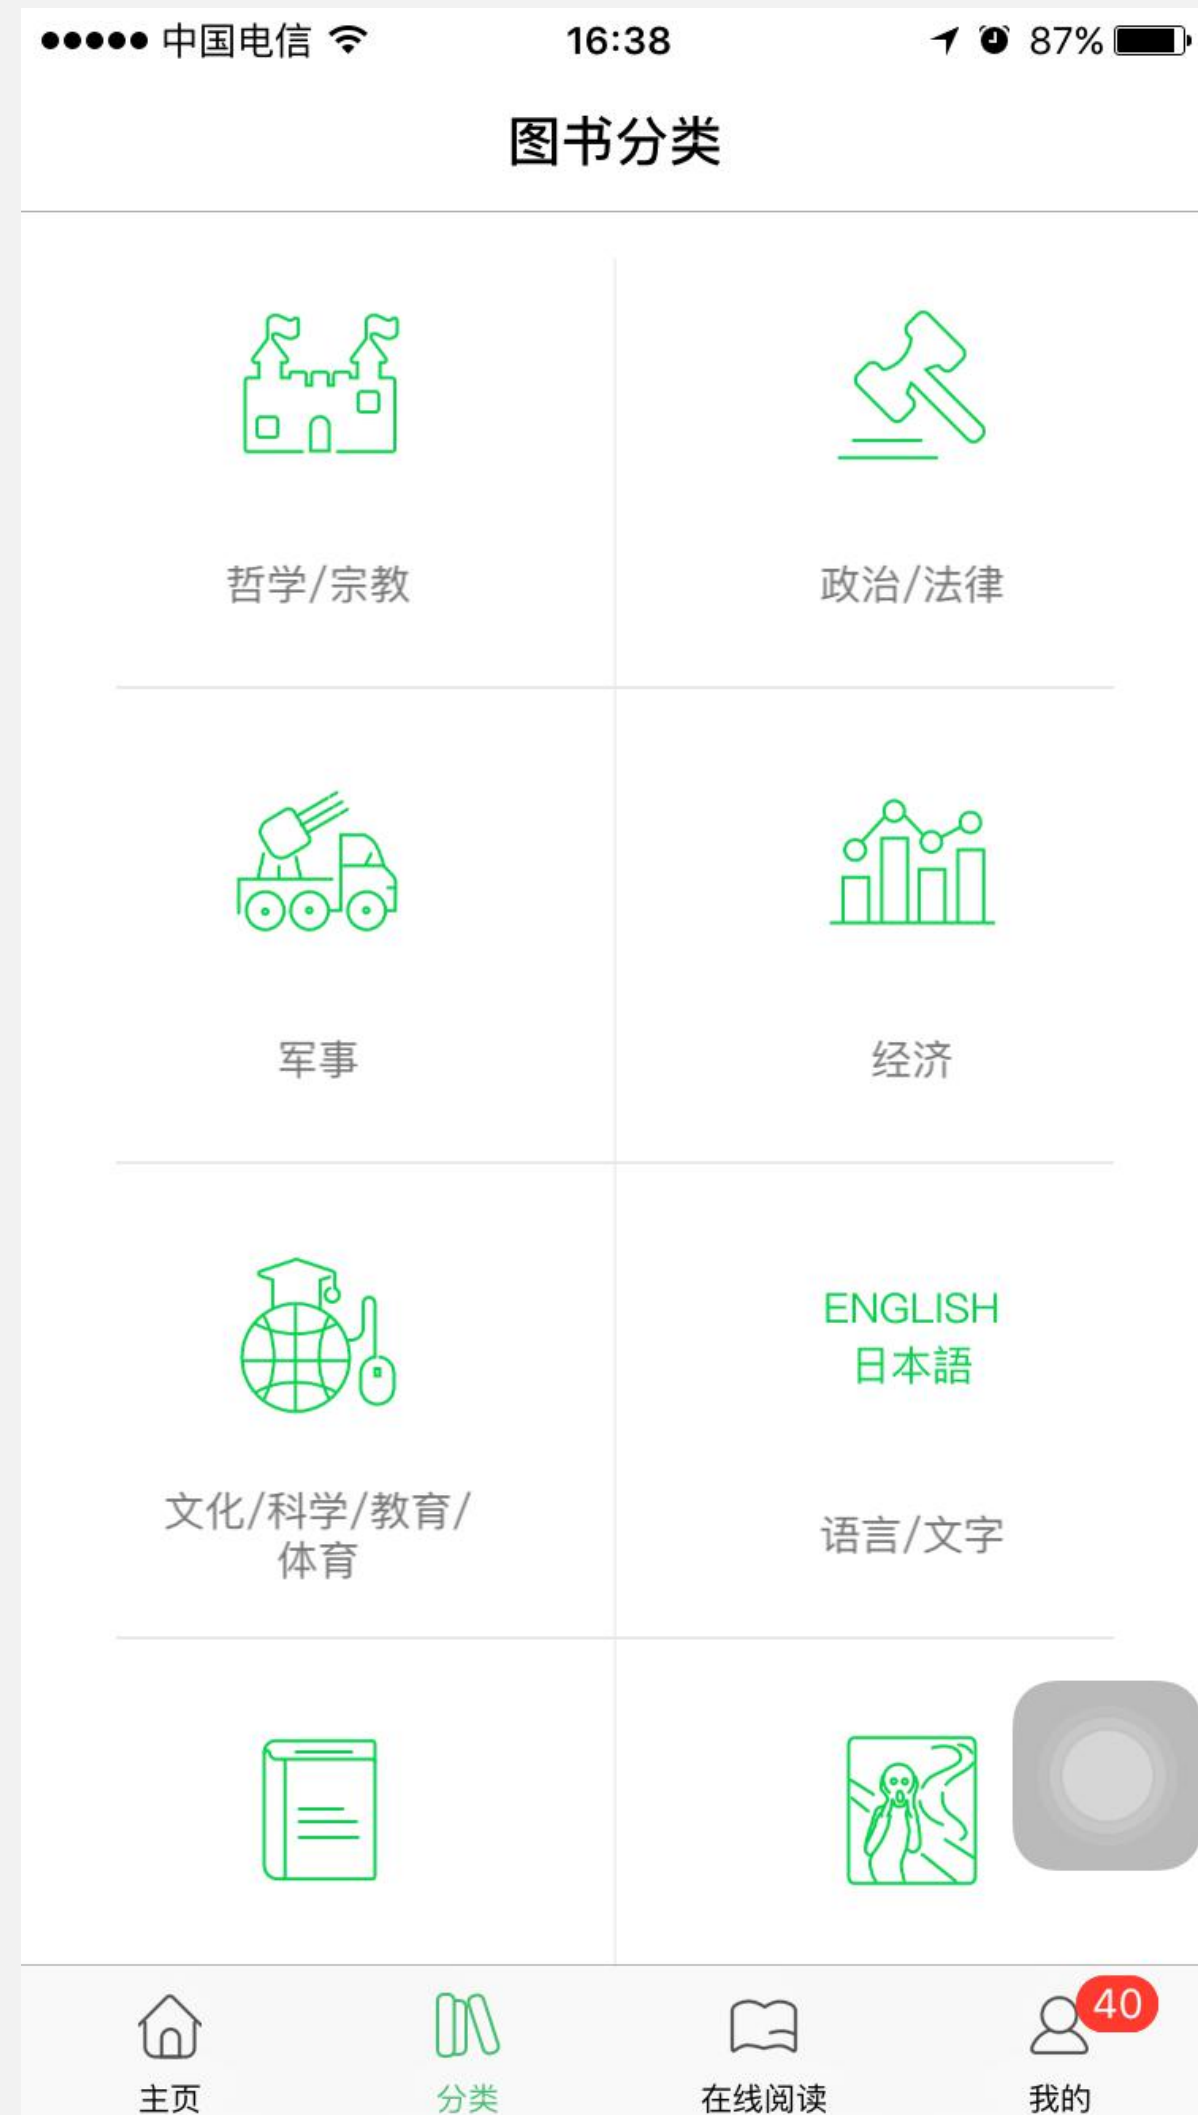 中国电信 16:38 87%
图书分类
哲学/宗教 政治/法律
军事 经济
ENGLISH
日本語
文化/科学/教育/
体育
语言/文字
40
主页 分类 在线阅读 我的